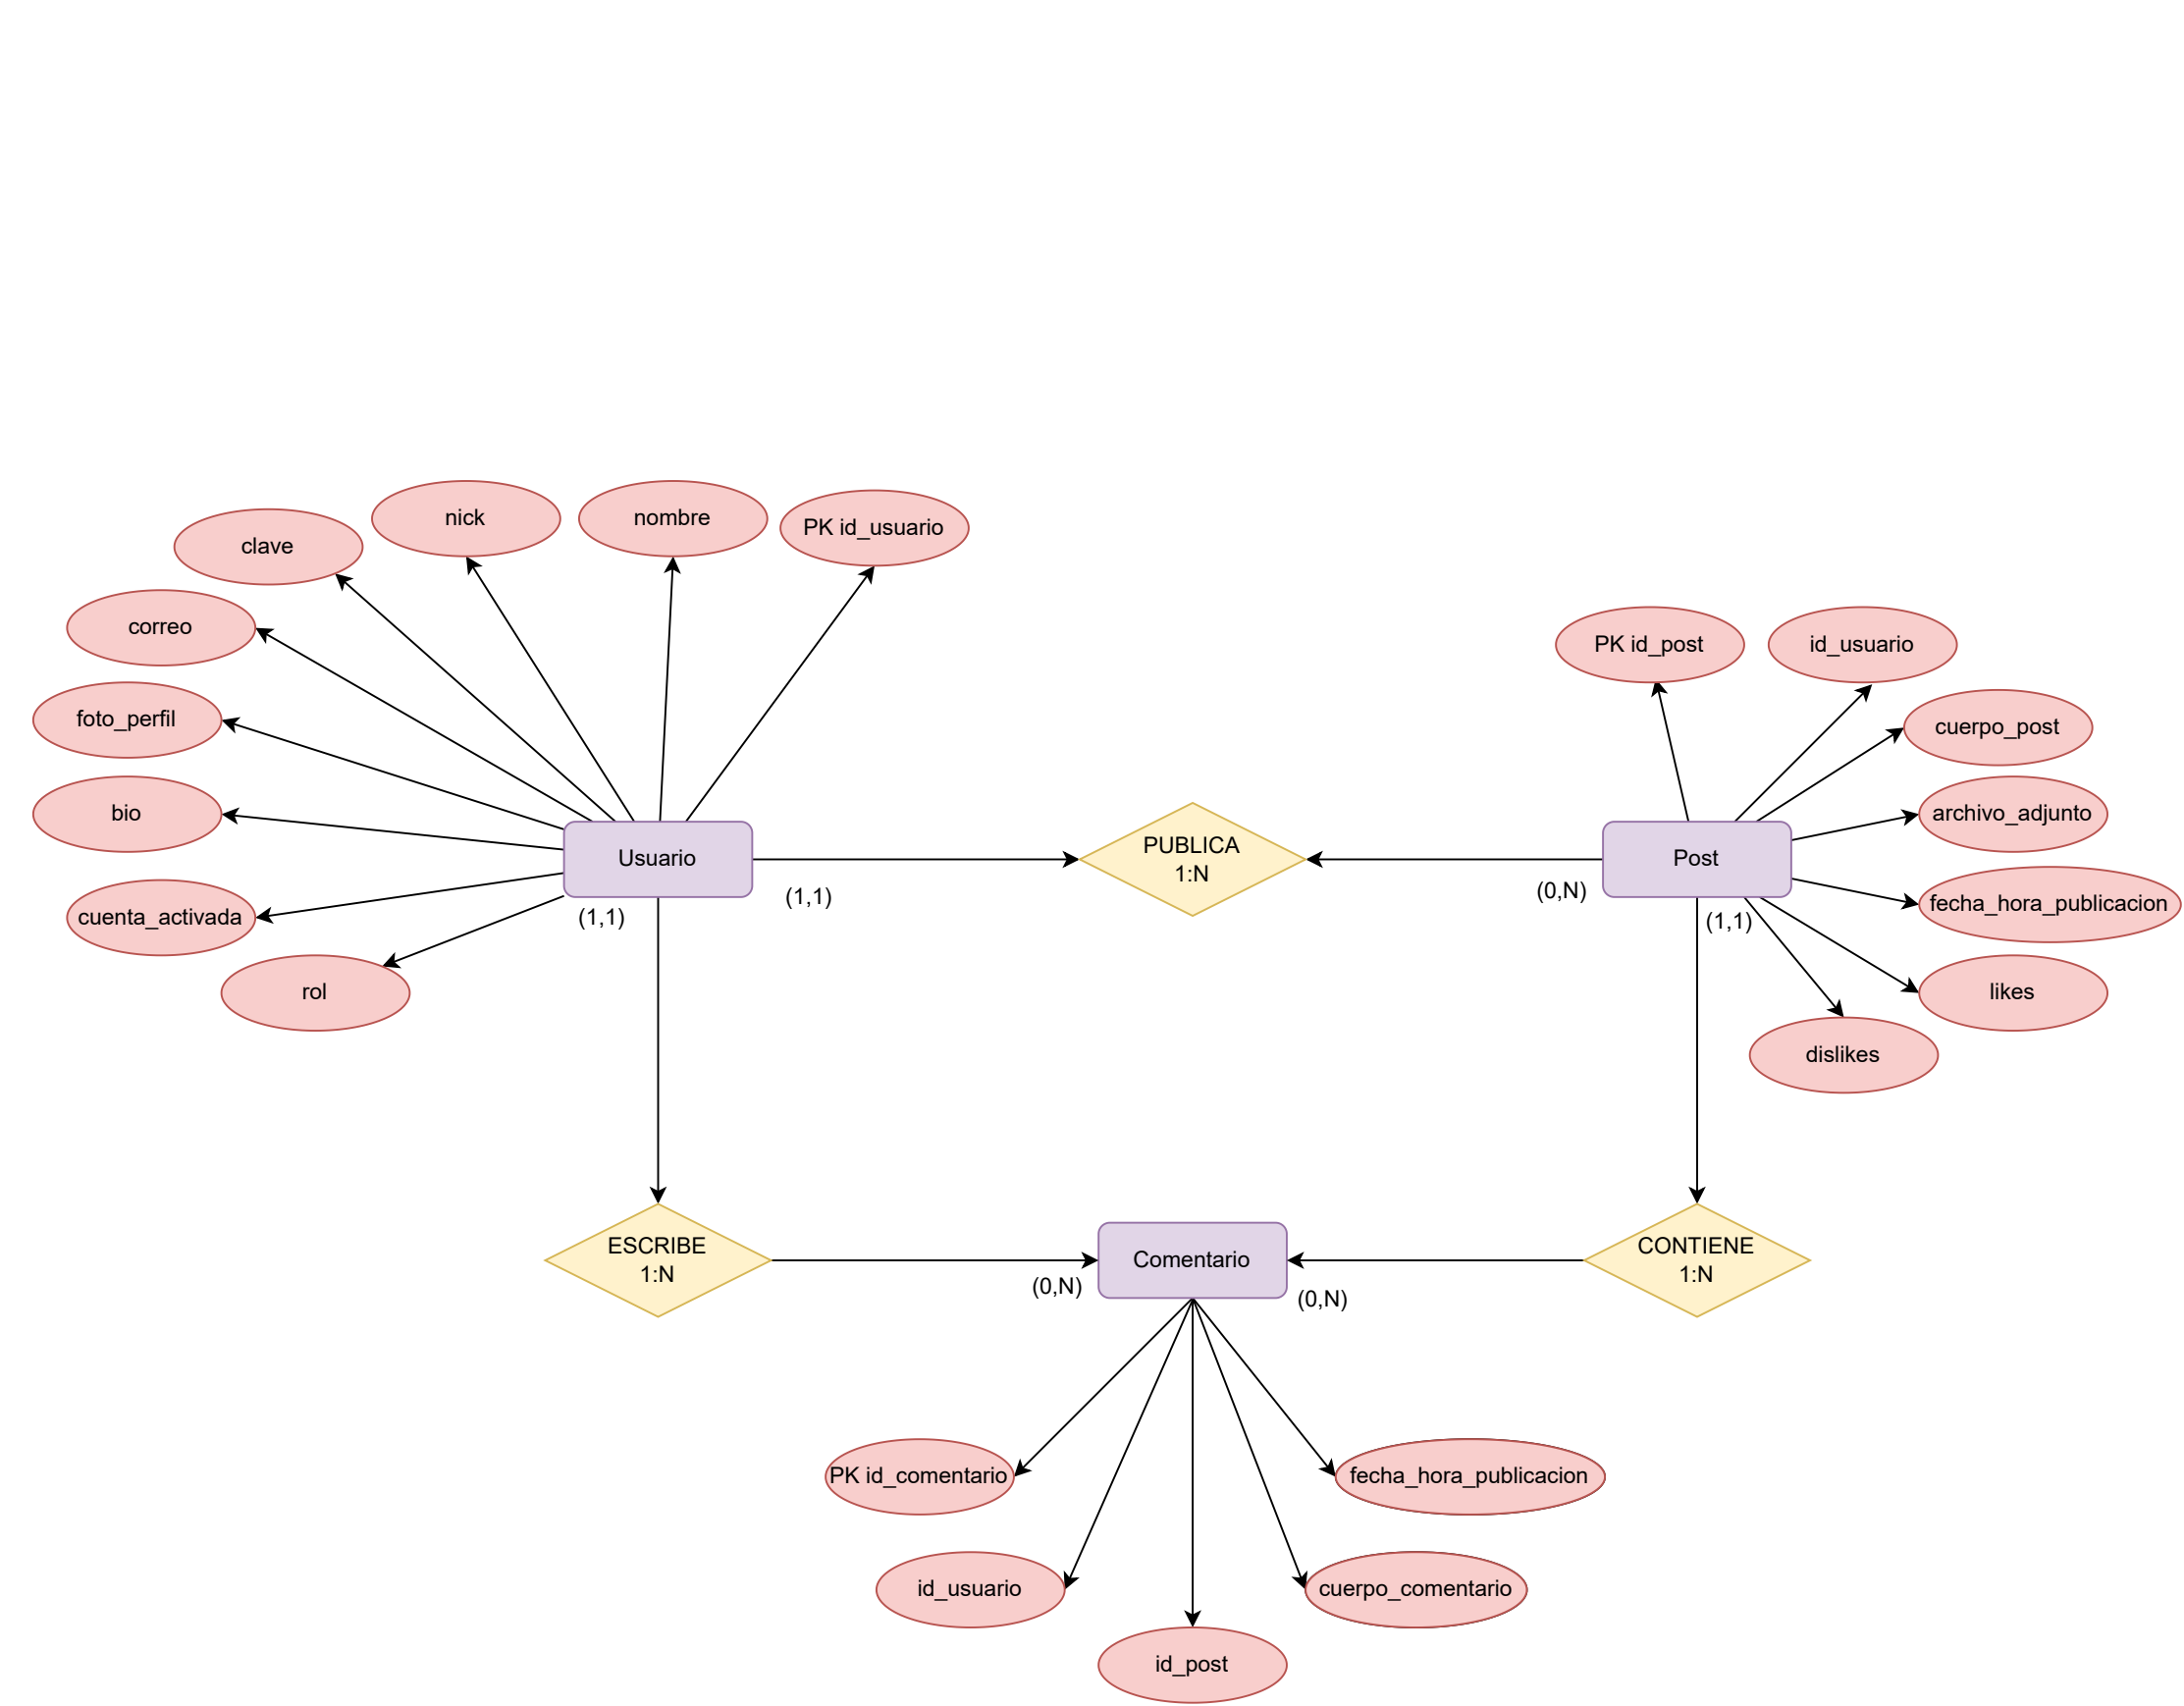 nick
nombre
PK id_usuario
clave
correo
PK id_post
id_usuario
foto_perfil
cuerpo_post
bio
archivo_adjunto
Usuario
PUBLICA
1:N
Post
(1,1)
(0,N)
cuenta_activada
(1,1)
(1,1)
fecha_hora_publicacion
rol
likes
dislikes
ESCRIBE
1:N
Comentario
CONTIENE
1:N
(0,N)
(0,N)
PK id_comentario
fecha_hora_publicacion
id_usuario
cuerpo_comentario
id_post